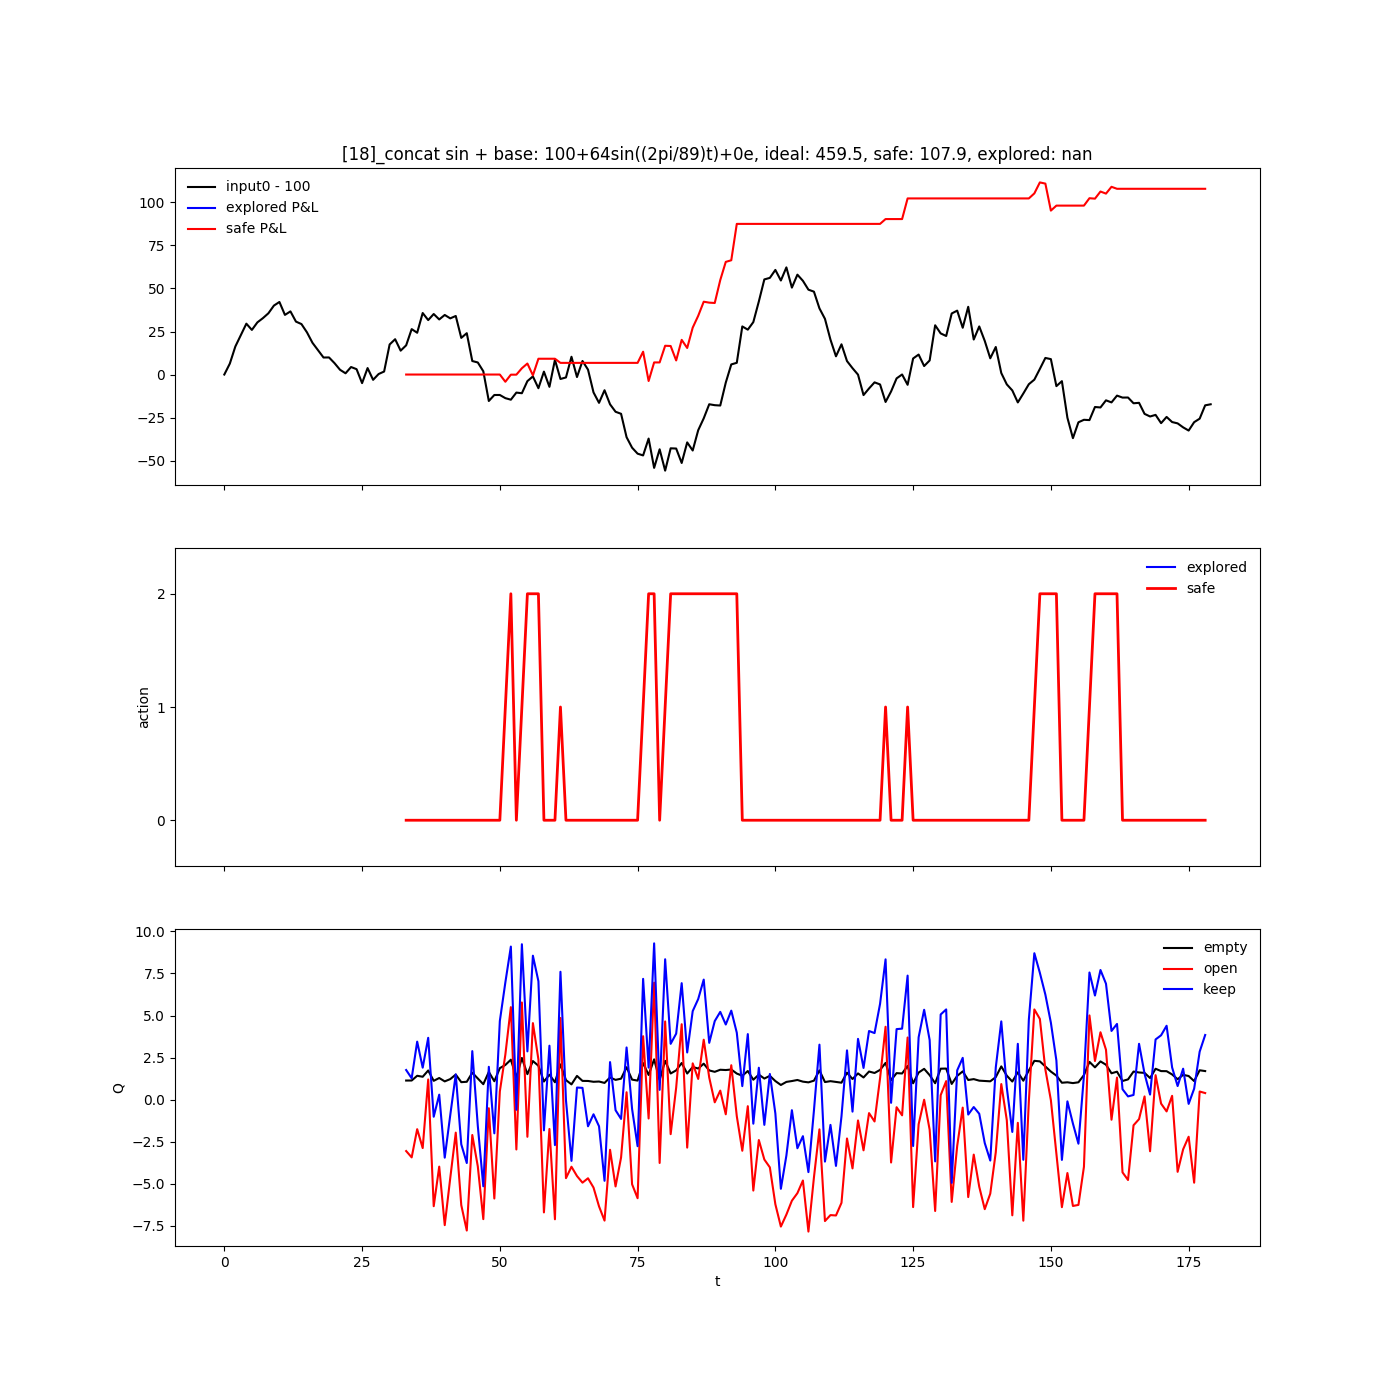 [18]_concat sin + base: 100+64sin((2pi/89)t)+0e, ideal: 459.5, safe: 107.9, explored: nan
input0 - 100
explored P&L
safe P&L
100
75
50
25
0
−25
−50
explored
safe
2
1
0
action
empty
open
keep
10.0
7.5
5.0
2.5
0.0
−2.5
−5.0
−7.5
Q
0 25 50 75 100 125 150 175
t